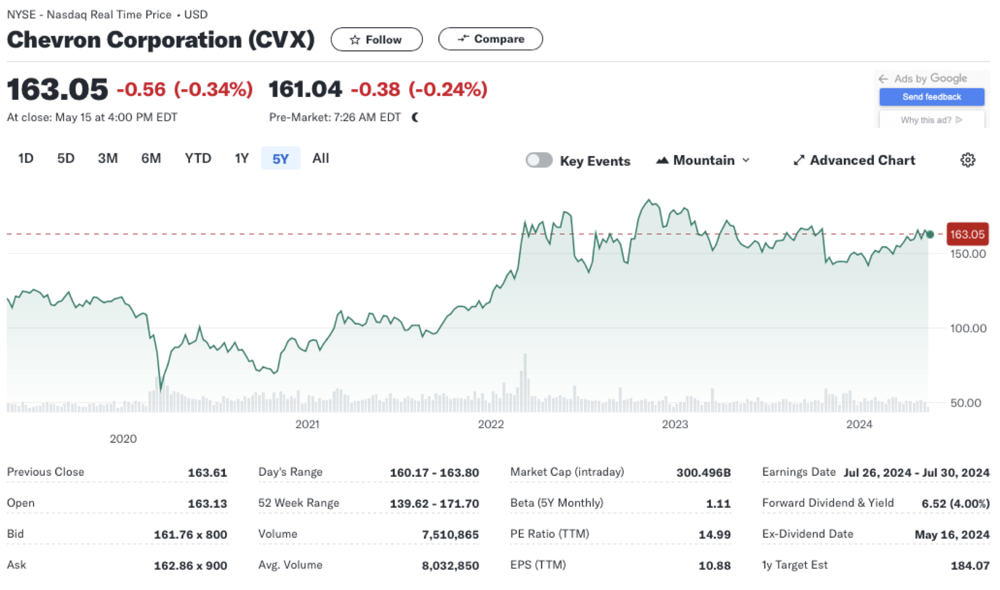 NYSE - Nasdaq Real Time Price • USD
Chevron Corporation (CVX)
Follow
Compare
163.05 -0.56 (-0.34%) 161.04 -0.38 (-0.24%)
At close: May 15 at 4:00 PM EDT Pre-Market: 7:26 AM EDT
Ads by Google
Send feedback
Why this ad?
1D 5D 3M 6M YTD 1Y 5Y All
Key Events Mountain Advanced Chart
163.05
150.00
100.00
50.00
2020 2021 2022 2023 2024
Previous Close 163.61 Day's Range 160.17 - 163.80 Market Cap (intraday) 300.496B Earnings Date Jul 26, 2024 - Jul 30, 2024
Open 163.13 52 Week Range 139.62 - 171.70 Beta (5Y Monthly) 1.11 Forward Dividend & Yield 6.52 (4.00%)
Bid 161.76 x 800 Volume 7,510,865 PE Ratio (TTM) 14.99 Ex-Dividend Date May 16, 2024
Ask 162.86 x 900 Avg. Volume 8,032,850 EPS (TTM) 10.88 1y Target Est 184.07